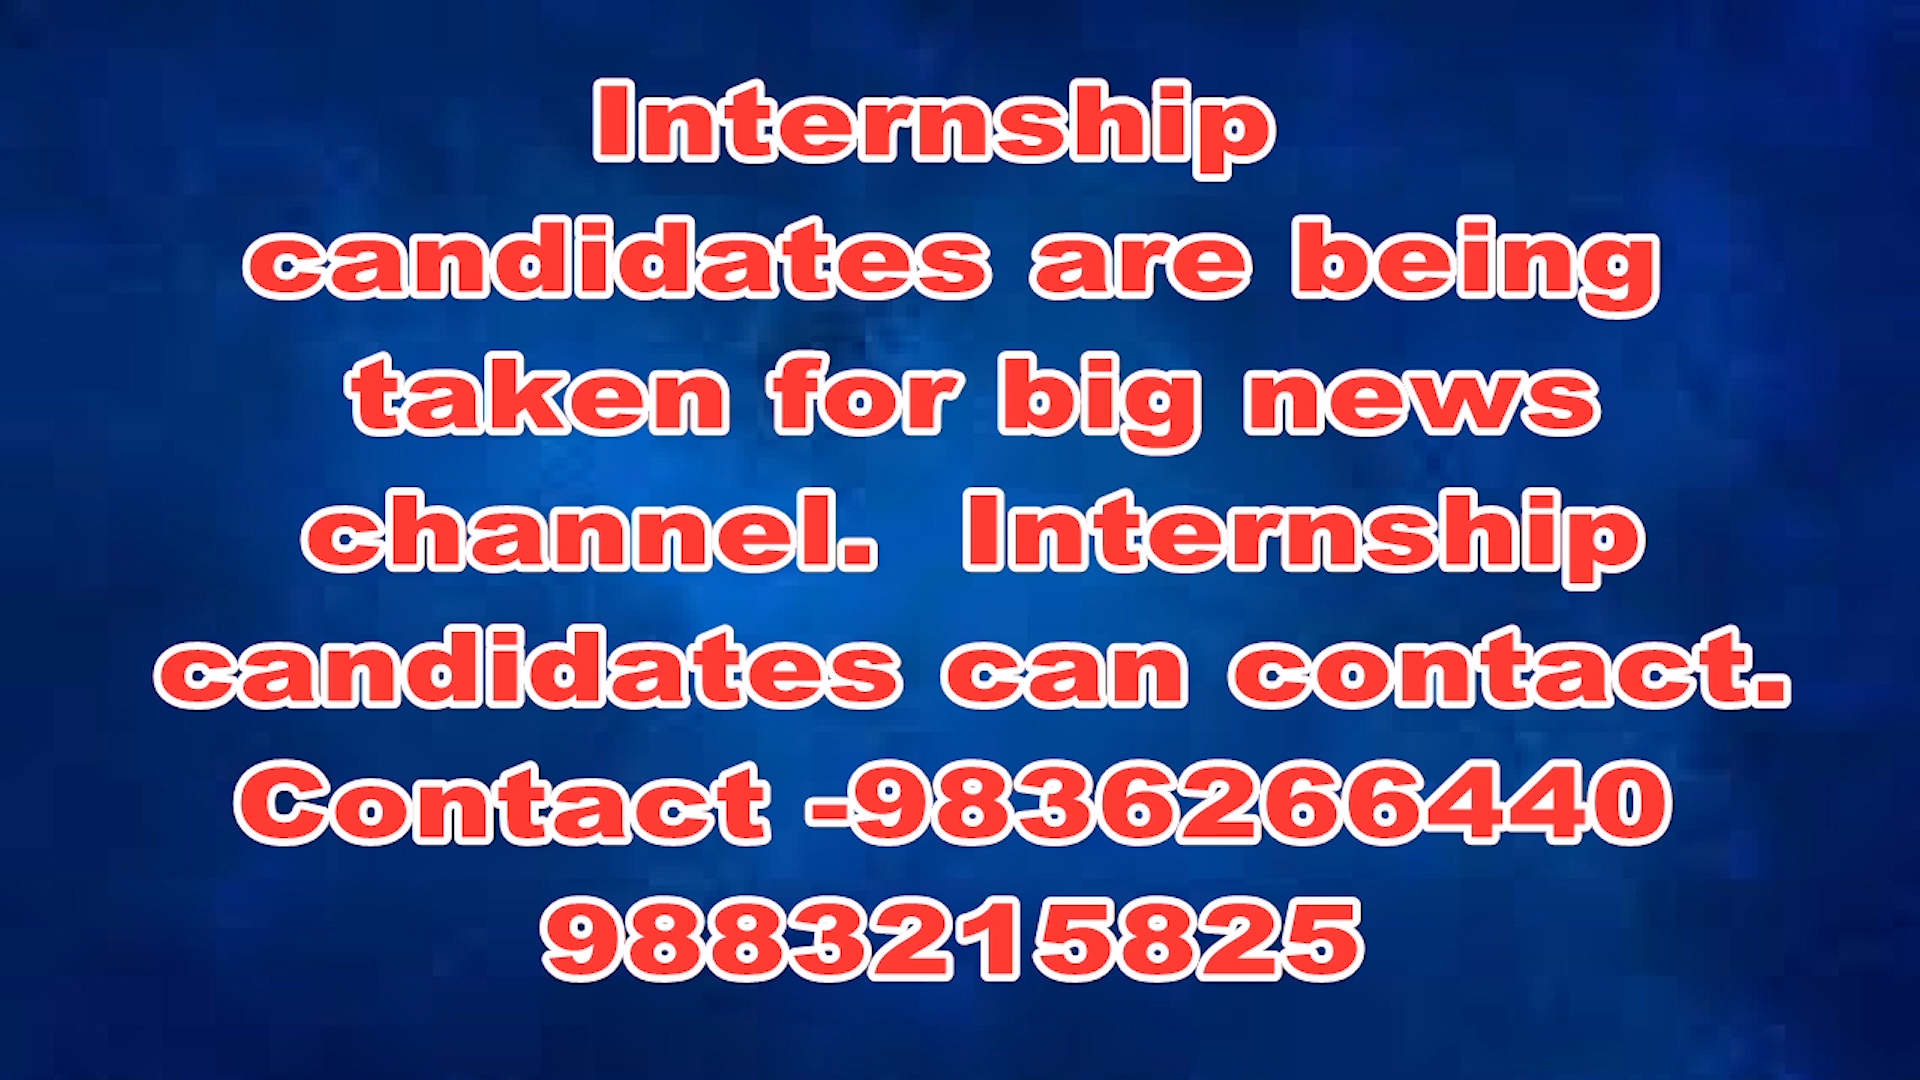 Internship
candidates are being
taken for big news
channel. Internship
candidates can contact.
Contact -9836266440
9883215825